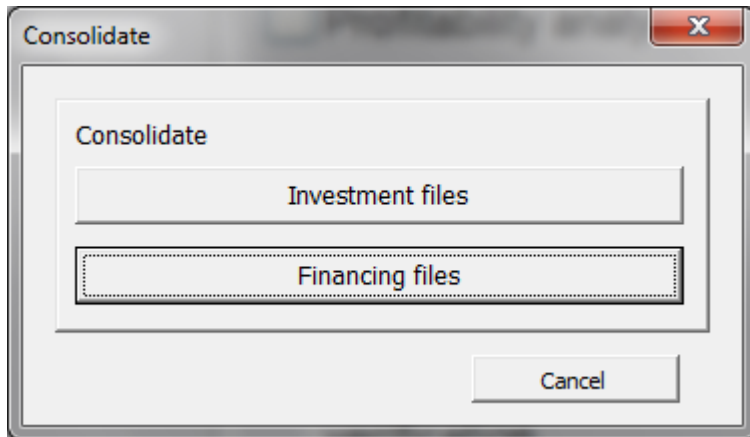 Consolidate
Consolidate
Investment files
Financing files
Cancel